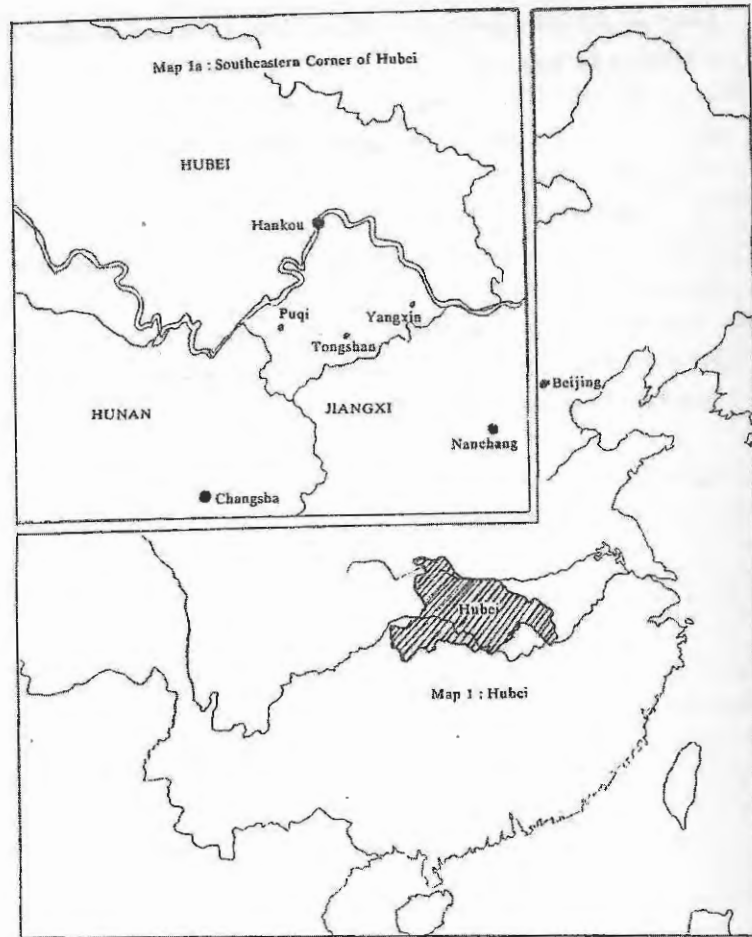 Map 1a : Southeastern Corner of Hubei
HUBEI
Hankou
Puqi
Yangxin
Tongshan
HUNAN
JIANGXI
Nanchang
Changsha
Beijing
Hubei
Map 1 : Hubei